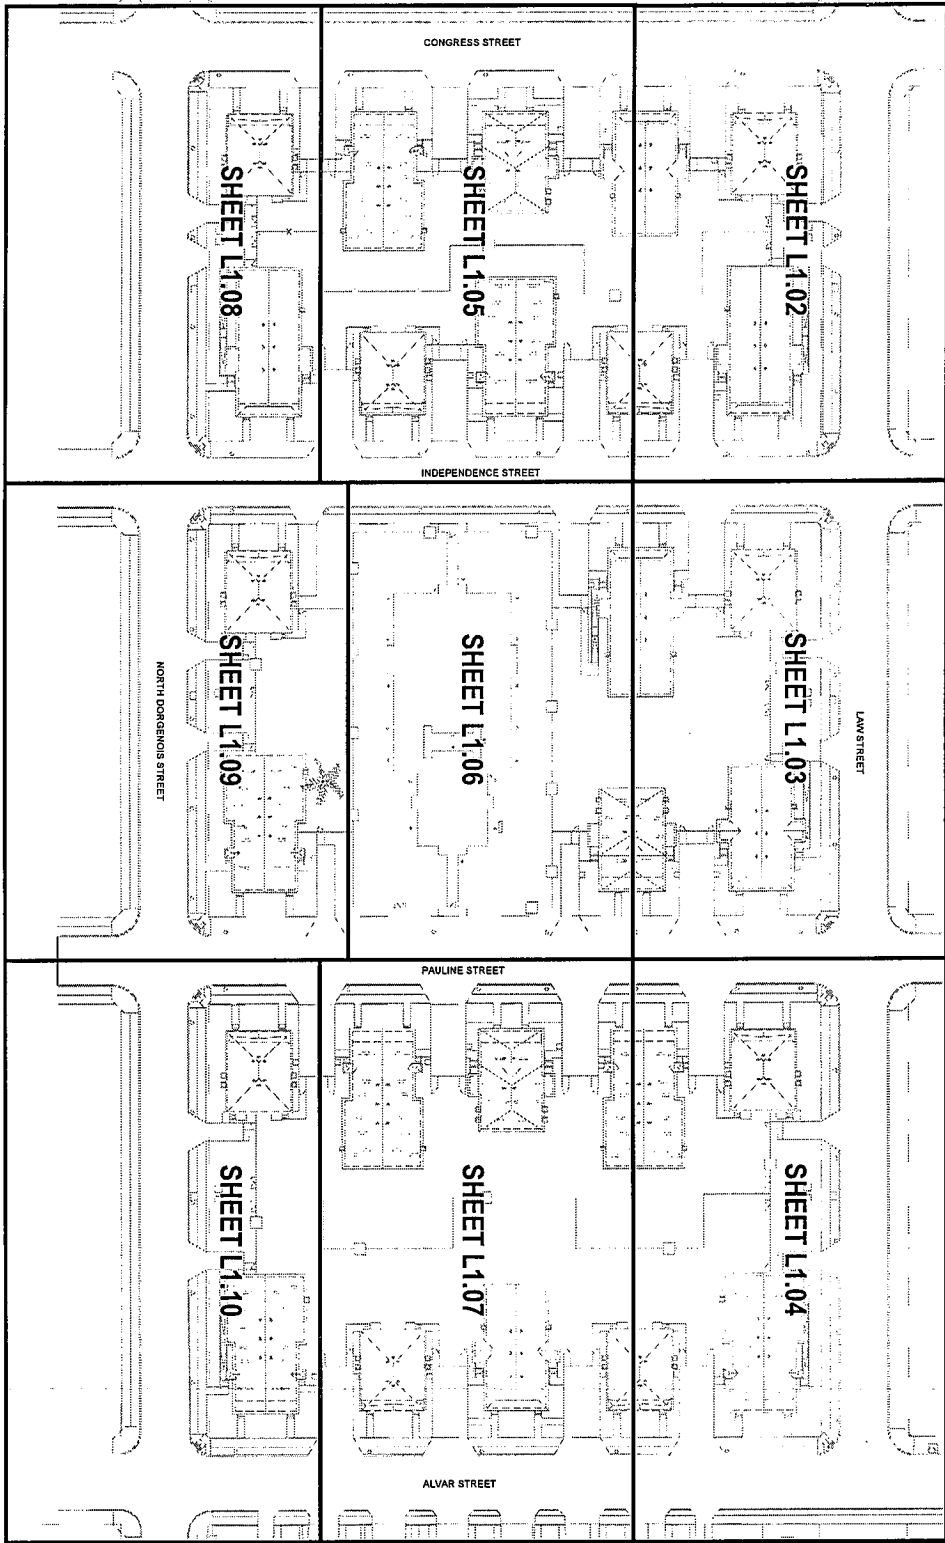 CONGRESS STREET
SHEET L1.08
SHEET L1.05
SHEET L1.02
INDEPENDENCE STREET
NORTH DORGENOIS STREET
SHEET L1.09
SHEET L1.06
SHEET L1.03
LAW STREET
PAULINE STREET
SHEET L1.10
SHEET L1.07
SHEET L1.04
ALVAR STREET